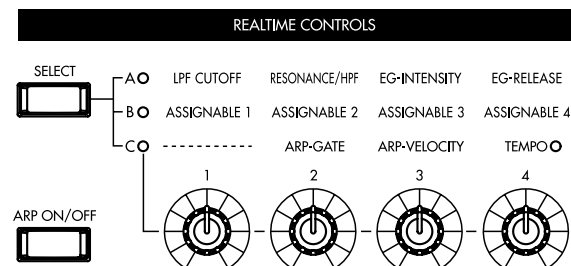 REALTIME CONTROLS
SELECT
A LPF CUTOFF RESONANCE/HPF EG-INTENSITY EG-RELEASE
B ASSIGNABLE 1 ASSIGNABLE 2 ASSIGNABLE 3 ASSIGNABLE 4
C ---------- ARP-GATE ARP-VELOCITY TEMPO
1 2 3 4
ARP ON/OFF